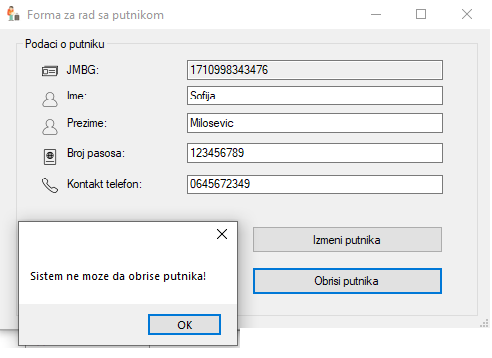 Forma za rad sa putnikom
Podaci o putniku
JMBG: 1710998343476
Ime: Sofija
Prezime: Milosevic
Broj pasosa: 123456789
Kontakt telefon: 0645672349
Izmeni putnika
Sistem ne moze da obrise putnika!
Obrisi putnika
OK